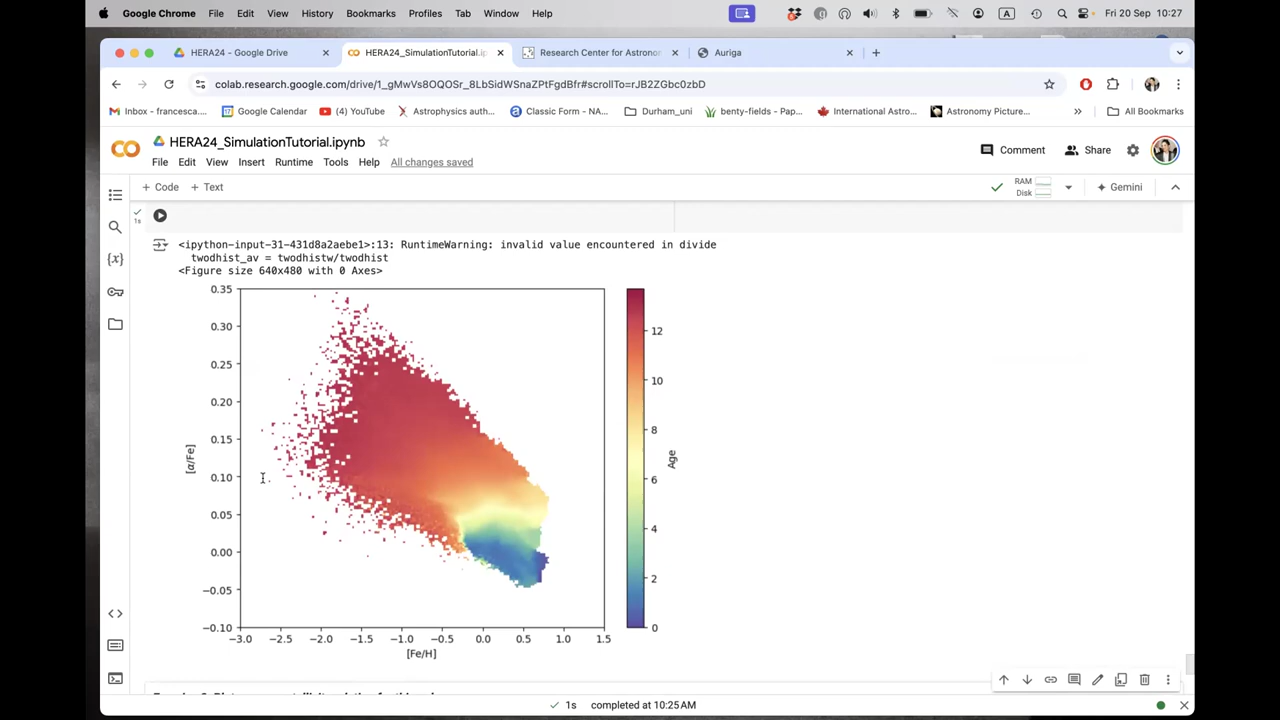 Google Chrome File Edit View History Bookmarks Profiles Tab Window Help A Fri 20 Sep 10:27
HERA24 - Google Drive HERA24_SimulationTutorial.ip Research Center for Astronom Auriga
colab.research.google.com/drive/1_gMwVs8OQOSr_8LbSidWSnaZPtFgdBfr#scrollTo=rJB2ZGbc0zbD
Inbox - francesca.... Google Calendar (4) YouTube Astrophysics auth... Classic Form - NA... Durham_uni benty-fields - Pap... International Astro... Astronomy Picture... » All Bookmarks
HERA24_SimulationTutorial.ipynb
Comment Share
File Edit View Insert Runtime Tools Help All changes saved
+ Code + Text RAM Disk Gemini
1s
<ipython-input-31-431d8a2aebe1>:13: RuntimeWarning: invalid value encountered in divide
twodhist_av = twodhistw/twodhist
<Figure size 640x480 with 0 Axes>
0.35
0.30
0.25
0.20
0.15
0.10
0.05
0.00
−0.05
−0.10
[α/Fe]
−3.0 −2.5 −2.0 −1.5 −1.0 −0.5 0.0 0.5 1.0 1.5
[Fe/H]
12
10
8
6
4
2
0
Age
{x}
1s completed at 10:25AM